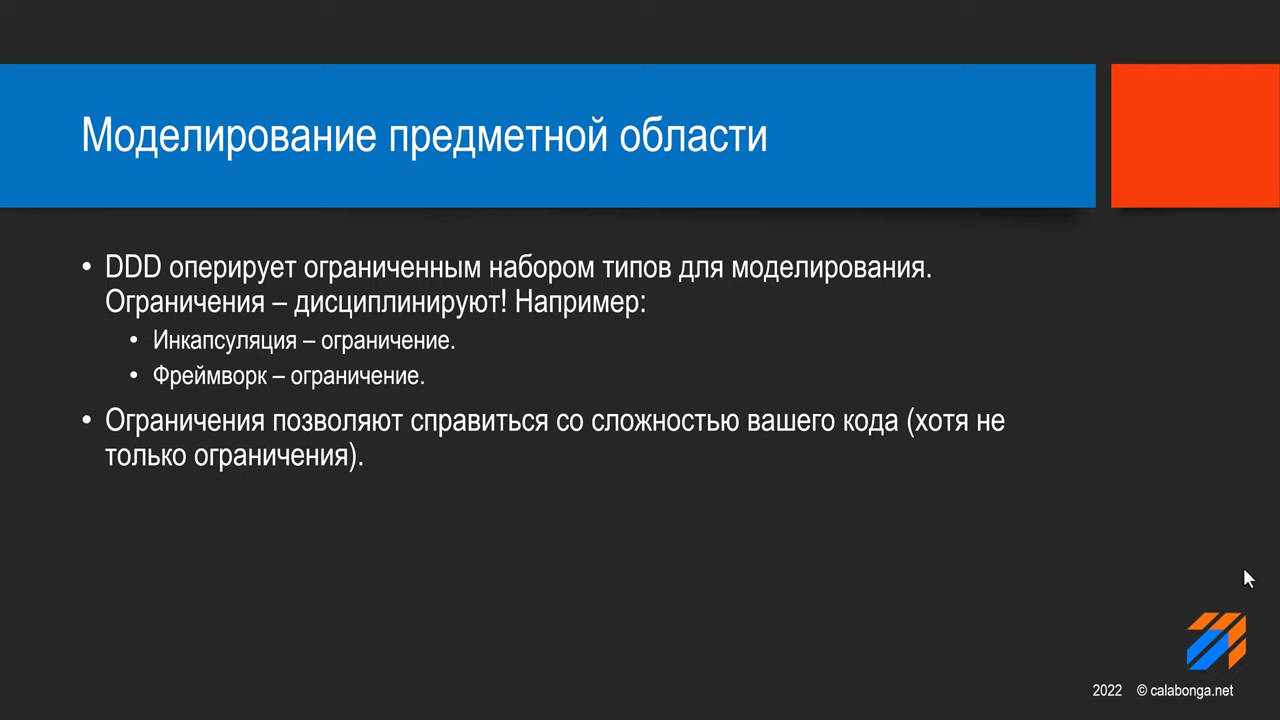 Моделирование предметной области
• DDD оперирует ограниченным набором типов для моделирования.
Ограничения – дисциплинируют! Например:
• Инкапсуляция – ограничение.
• Фреймворк – ограничение.
• Ограничения позволяют справиться со сложностью вашего кода (хотя не
только ограничения).
2022 © calabonga.net